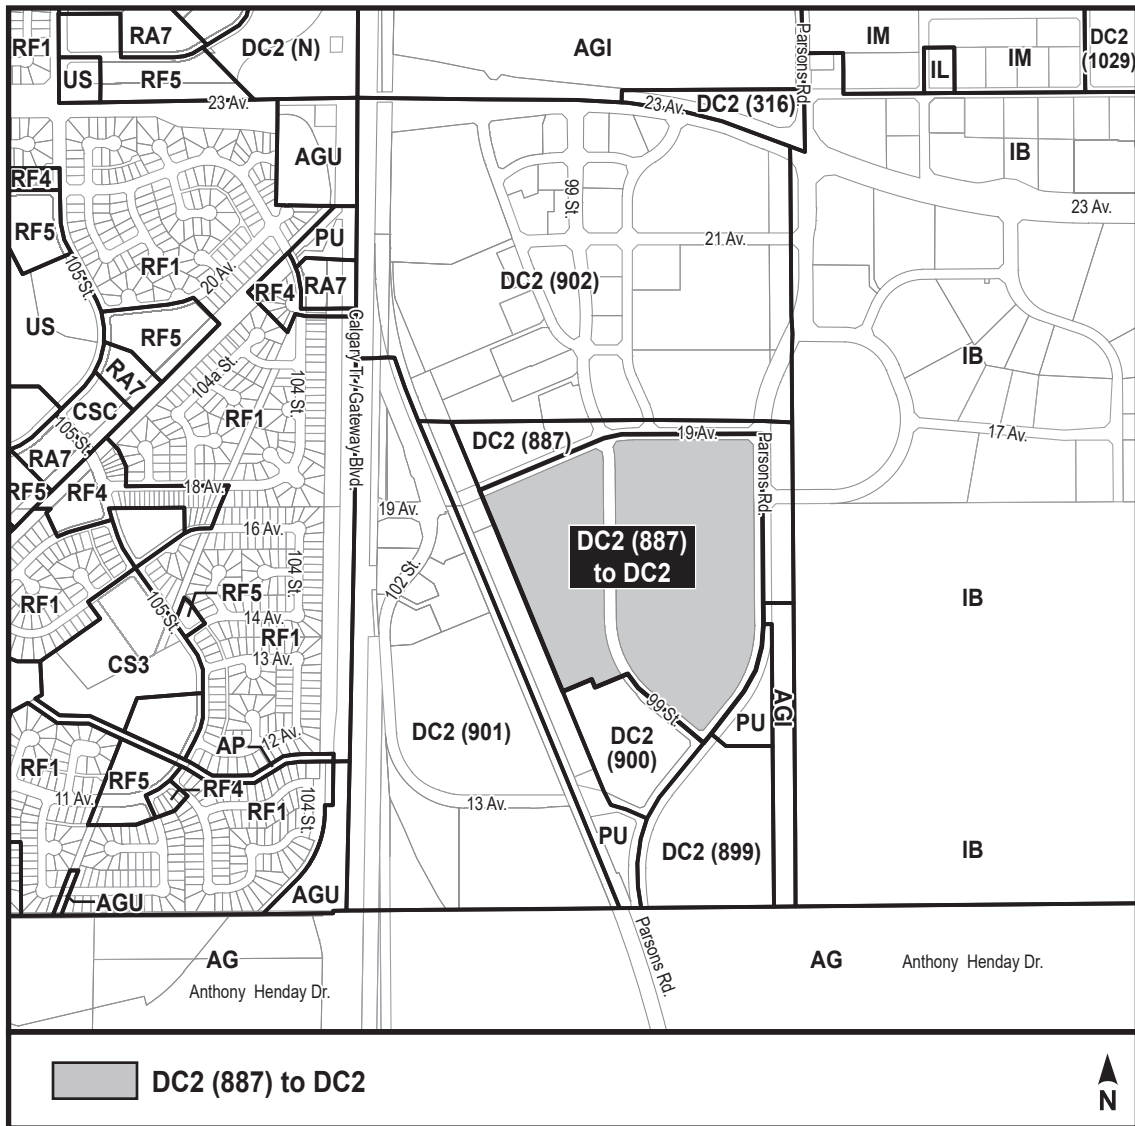 RF1
RA7
DC2 (N)
AGI
Parsons Rd.
IM
DC2
(1029)
US
RF5
IL
IM
23 Av.
23 Av.
DC2 (316)
AGU
IB
RF4
99 St.
RF5
23 Av.
PU
21 Av.
105 St.
RF1
20 Av.
RF4
RA7
DC2 (902)
US
RF5
Calgary Tr./Gateway Blvd.
IB
RA7
104a St.
104 St.
CSC
RF1
105 St.
DC2 (887)
19 Av.
Parsons Rd.
17 Av.
RA7
RF5
RF4
18 Av.
19 Av.
16 Av.
DC2 (887)
to DC2
104 St.
102 St.
RF1
RF5
IB
105 St.
14 Av.
RF1
CS3
13 Av.
AGI
99 St.
PU
DC2 (901)
DC2
(900)
AP
12 Av.
RF1
RF5
RF4
11 Av.
RF1
104 St.
13 Av.
PU
DC2 (899)
IB
AGU
AGU
Parsons Rd.
AG
AG
Anthony Henday Dr.
Anthony Henday Dr.
DC2 (887) to DC2
N